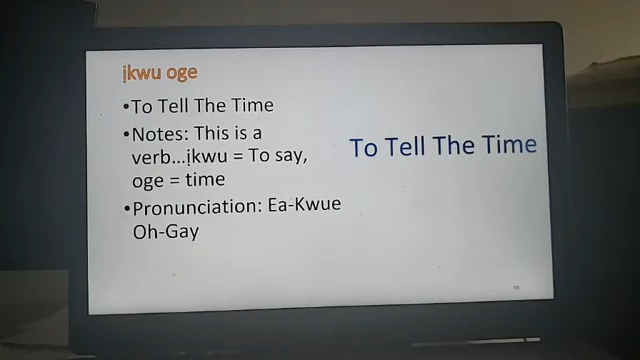 ịkwu oge
•To Tell The Time
•Notes: This is a
verb...ịkwu = To say,
oge = time
•Pronunciation: Ea-Kwue
Oh-Gay
To Tell The Time